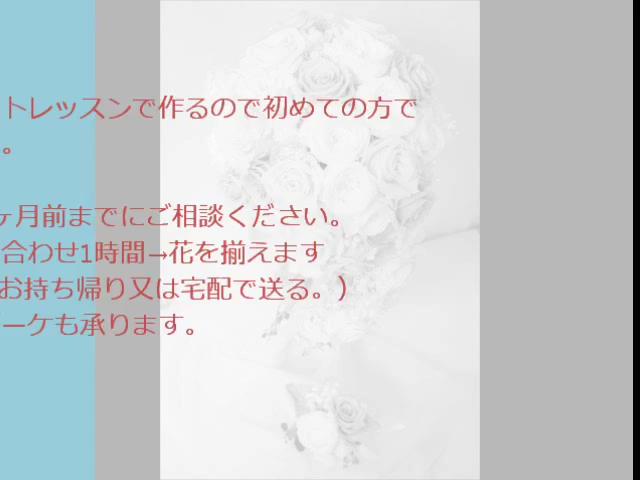 トレッスンで作るので初めての方で
。
ヶ月前までにご相談ください。
合わせ1時間→花を揃えます
お持ち帰り又は宅配で送る。）
ーケも承ります。